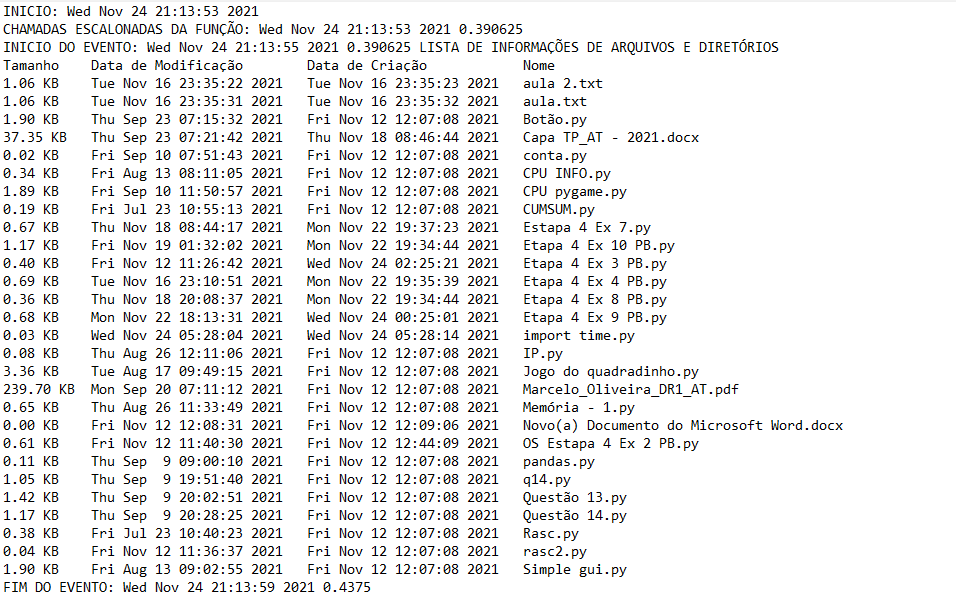 INICIO: Wed Nov 24 21:13:53 2021
CHAMADAS ESCALONADAS DA FUNÇÃO: Wed Nov 24 21:13:53 2021 0.390625
INICIO DO EVENTO: Wed Nov 24 21:13:55 2021 0.390625 LISTA DE INFORMAÇÕES DE ARQUIVOS E DIRETÓRIOS
Tamanho    Data de Modificação        Data de Criação            Nome
1.06 KB    Tue Nov 16 23:35:22 2021   Tue Nov 16 23:35:23 2021   aula 2.txt
1.06 KB    Tue Nov 16 23:35:31 2021   Tue Nov 16 23:35:32 2021   aula.txt
1.90 KB    Thu Sep 23 07:15:32 2021   Fri Nov 12 12:07:08 2021   Botão.py
37.35 KB   Thu Sep 23 07:21:42 2021   Thu Nov 18 08:46:44 2021   Capa TP_AT - 2021.docx
0.02 KB    Fri Sep 10 07:51:43 2021   Fri Nov 12 12:07:08 2021   conta.py
0.34 KB    Fri Aug 13 08:11:05 2021   Fri Nov 12 12:07:08 2021   CPU INFO.py
1.89 KB    Fri Sep 10 11:50:57 2021   Fri Nov 12 12:07:08 2021   CPU pygame.py
0.19 KB    Fri Jul 23 10:55:13 2021   Fri Nov 12 12:07:08 2021   CUMSUM.py
0.67 KB    Thu Nov 18 08:44:17 2021   Mon Nov 22 19:37:23 2021   Estapa 4 Ex 7.py
1.17 KB    Fri Nov 19 01:32:02 2021   Mon Nov 22 19:34:44 2021   Etapa 4 Ex 10 PB.py
0.40 KB    Fri Nov 12 11:26:42 2021   Wed Nov 24 02:25:21 2021   Etapa 4 Ex 3 PB.py
0.69 KB    Tue Nov 16 23:10:51 2021   Mon Nov 22 19:35:39 2021   Etapa 4 Ex 4 PB.py
0.36 KB    Thu Nov 18 20:08:37 2021   Mon Nov 22 19:34:44 2021   Etapa 4 Ex 8 PB.py
0.68 KB    Mon Nov 22 18:13:31 2021   Wed Nov 24 00:25:01 2021   Etapa 4 Ex 9 PB.py
0.03 KB    Wed Nov 24 05:28:04 2021   Wed Nov 24 05:28:14 2021   import time.py
0.08 KB    Thu Aug 26 12:11:06 2021   Fri Nov 12 12:07:08 2021   IP.py
3.36 KB    Tue Aug 17 09:49:15 2021   Fri Nov 12 12:07:08 2021   Jogo do quadradinho.py
239.70 KB  Mon Sep 20 07:11:12 2021   Fri Nov 12 12:07:08 2021   Marcelo_Oliveira_DR1_AT.pdf
0.65 KB    Thu Aug 26 11:33:49 2021   Fri Nov 12 12:07:08 2021   Memória - 1.py
0.00 KB    Fri Nov 12 12:08:31 2021   Fri Nov 12 12:09:06 2021   Novo(a) Documento do Microsoft Word.docx
0.61 KB    Fri Nov 12 11:40:30 2021   Fri Nov 12 12:44:09 2021   OS Estapa 4 Ex 2 PB.py
0.11 KB    Thu Sep  9 09:00:10 2021   Fri Nov 12 12:07:08 2021   pandas.py
1.05 KB    Thu Sep  9 19:51:40 2021   Fri Nov 12 12:07:08 2021   q14.py
1.42 KB    Thu Sep  9 20:02:51 2021   Fri Nov 12 12:07:08 2021   Questão 13.py
1.17 KB    Thu Sep  9 20:28:25 2021   Fri Nov 12 12:07:08 2021   Questão 14.py
0.38 KB    Fri Jul 23 10:40:23 2021   Fri Nov 12 12:07:08 2021   Rasc.py
0.04 KB    Fri Nov 12 11:36:37 2021   Fri Nov 12 12:07:08 2021   rasc2.py
1.90 KB    Fri Aug 13 09:02:55 2021   Fri Nov 12 12:07:08 2021   Simple gui.py
FIM DO EVENTO: Wed Nov 24 21:13:59 2021 0.4375